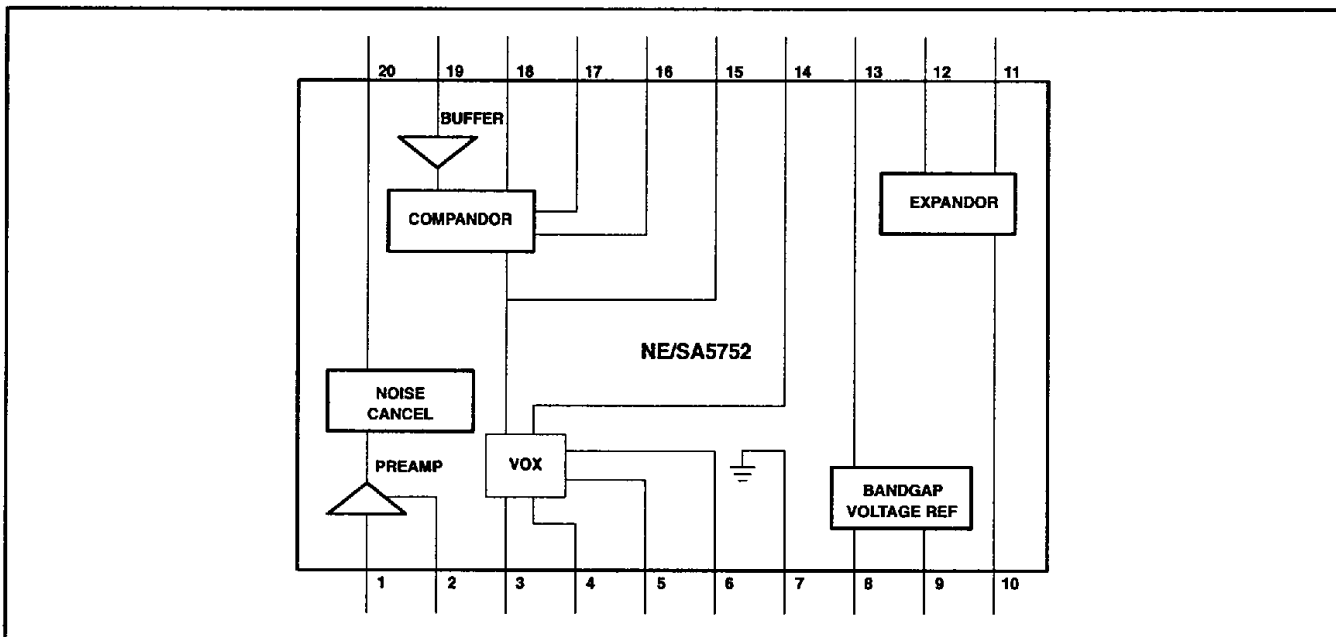 20 19 18 17 16 15 14 13 12 11
BUFFER
COMPANDOR
EXPANDOR
NE/SA5752
NOISE
CANCEL
PREAMP
VOX
BANDGAP
VOLTAGE REF
1 2 3 4 5 6 7 8 9 10